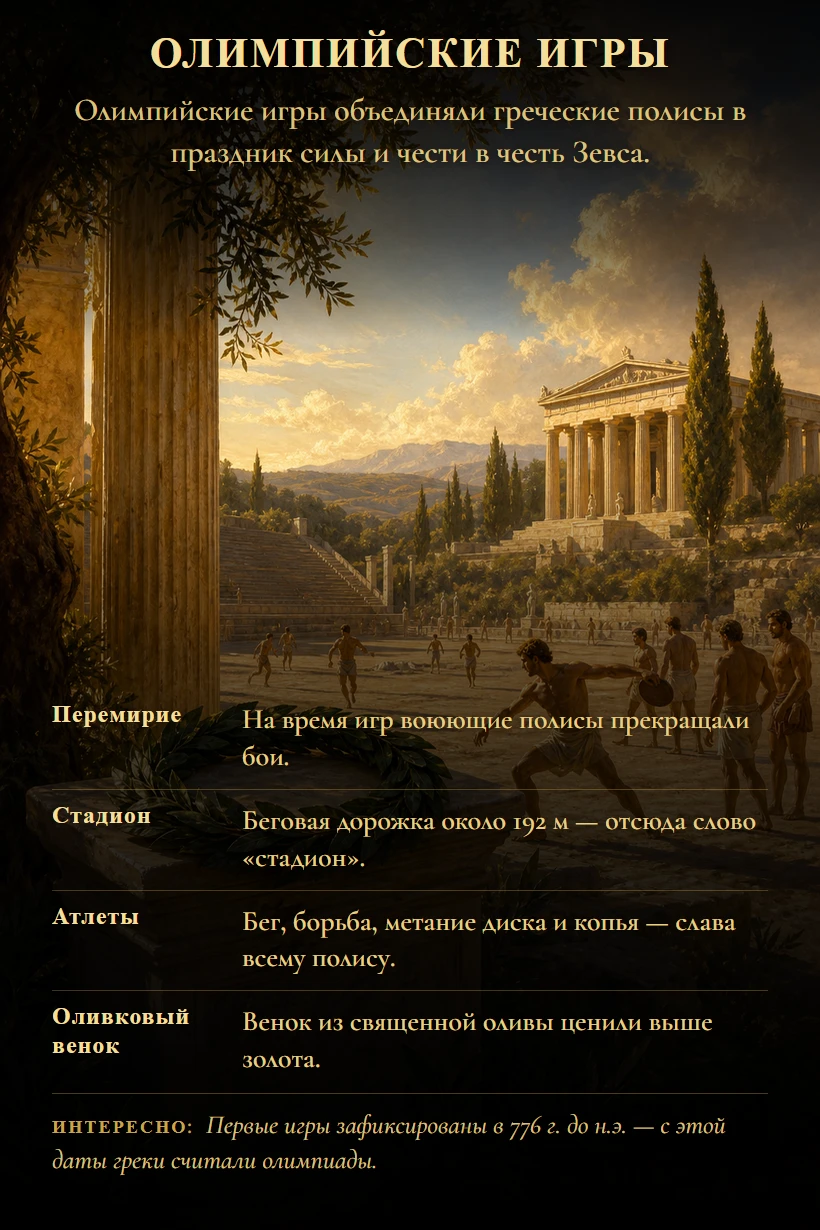 ОЛИМПИЙСКИЕ ИГРЫ
Олимпийские игры объединяли греческие полисы в
праздник силы и чести в честь Зевса.
Перемирие
На время игр воюющие полисы прекращали
бои.
Стадион
Беговая дорожка около 192 м — отсюда слово
«стадион».
Атлеты
Бег, борьба, метание диска и копья — слава
всему полису.
Оливковый
венок
Венок из священной оливы ценили выше
золота.
ИНТЕРЕСНО: Первые игры зафиксированы в 776 г. до н.э. — с этой
даты греки считали олимпиады.